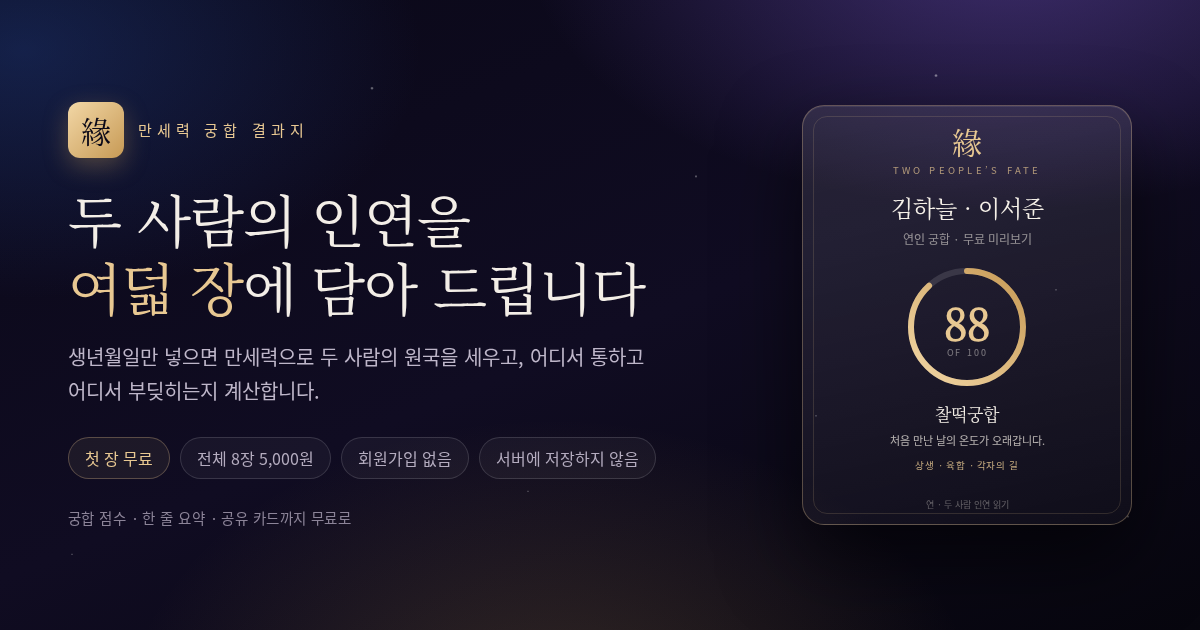 緣
만세력 궁합 결과지
두 사람의 인연을
여덟 장에 담아 드립니다
생년월일만 넣으면 만세력으로 두 사람의 원국을 세우고, 어디서 통하고
어디서 부딪히는지 계산합니다.
첫 장 무료
전체 8장 5,000원
회원가입 없음
서버에 저장하지 않음
궁합 점수 · 한 줄 요약 · 공유 카드까지 무료로
緣
TWO PEOPLE'S FATE
김하늘 · 이서준
연인 궁합 · 무료 미리보기
88
OF 100
찰떡궁합
처음 만난 날의 온도가 오래갑니다.
상생 · 육합 · 각자의 길
연 · 두 사람 인연 읽기